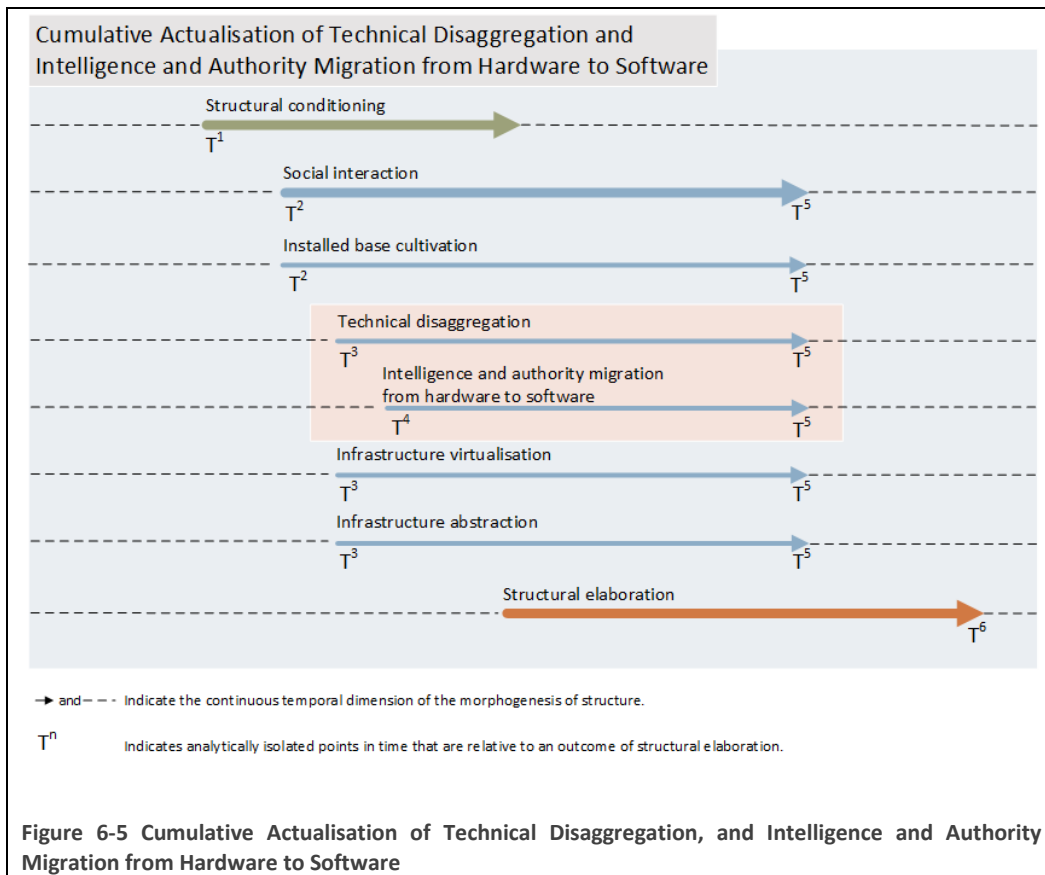 Cumulative Actualisation of Technical Disaggregation and
Intelligence and Authority Migration from Hardware to Software
Structural conditioning
T1
Social interaction
T2 T5
Installed base cultivation
T2 T5
Technical disaggregation
T3 T5
Intelligence and authority migration
from hardware to software
T4 T5
Infrastructure virtualisation
T3 T5
Infrastructure abstraction
T3 T5
Structural elaboration
T6
and Indicate the continuous temporal dimension of the morphogenesis of structure.
Tn Indicates analytically isolated points in time that are relative to an outcome of structural elaboration.
Figure 6-5 Cumulative Actualisation of Technical Disaggregation, and Intelligence and Authority
Migration from Hardware to Software